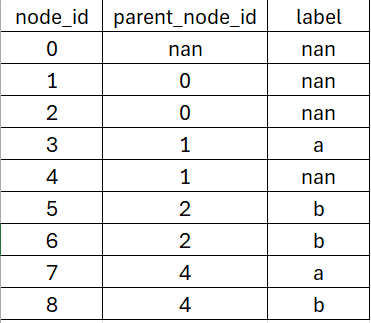 node_id parent_node_id label
0 nan nan
1 0 nan
2 0 nan
3 1 a
4 1 nan
5 2 b
6 2 b
7 4 a
8 4 b